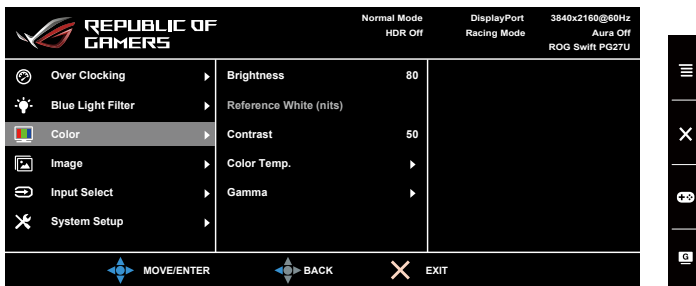 REPUBLIC OF
GAMERS
Normal Mode
HDR Off
DisplayPort
Racing Mode
3840x2160@60Hz
Aura Off
ROG Swift PG27U
Over Clocking
Blue Light Filter
Color
Image
Input Select
System Setup
Brightness 80
Reference White (nits)
Contrast 50
Color Temp.
Gamma
MOVE/ENTER
BACK
EXIT
G